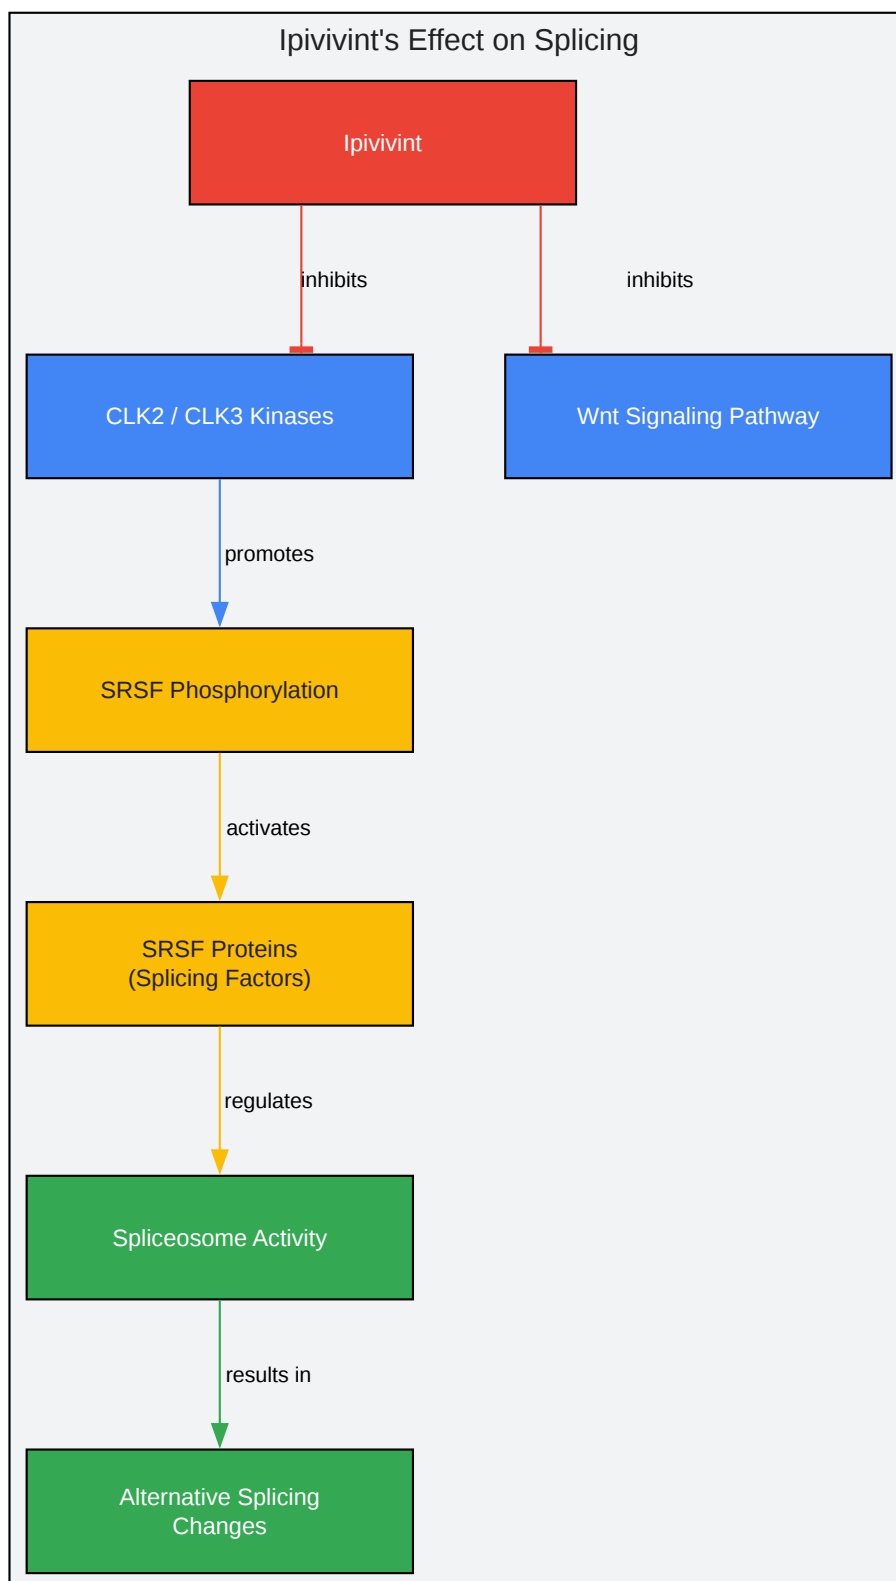 Ipivivint's Effect on Splicing
Ipivivint
inhibits
inhibits
CLK2 / CLK3 Kinases
Wnt Signaling Pathway
promotes
SRSF Phosphorylation
activates
SRSF Proteins
(Splicing Factors)
regulates
Spliceosome Activity
results in
Alternative Splicing
Changes